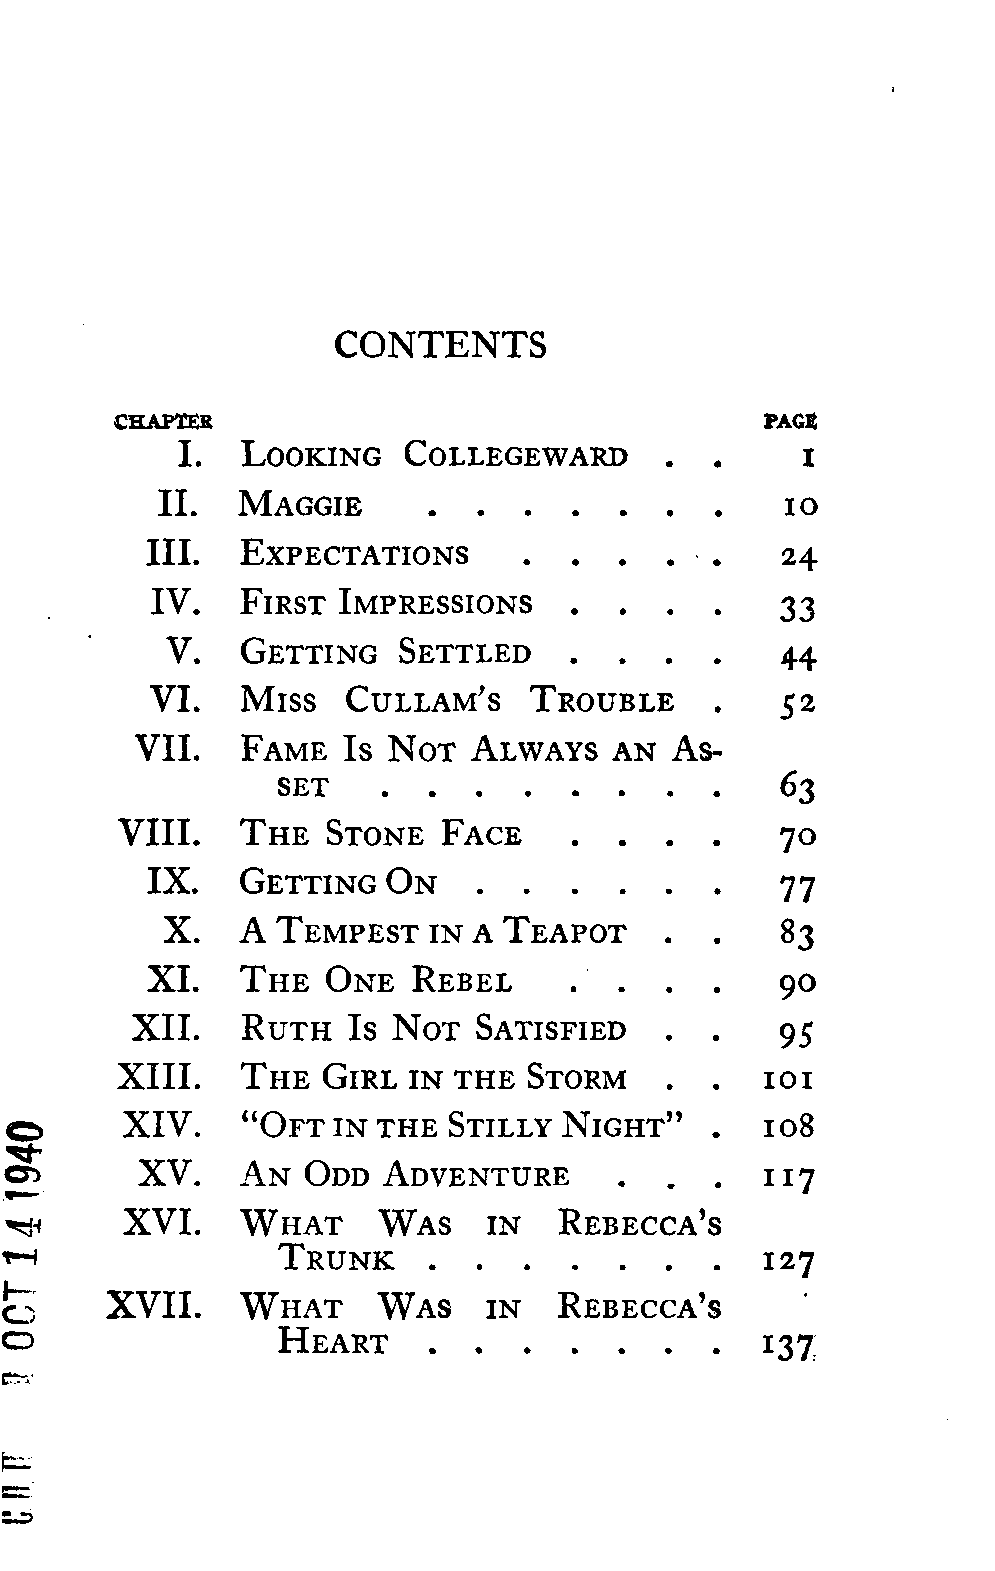 CONTENTS
CHAPTER PAGE
I. LOOKING COLLEGEWARD . . 1
II. MAGGIE . . . . . . . 10
III. EXPECTATIONS . . . . . 24
IV. FIRST IMPRESSIONS . . . . 33
V. GETTING SETTLED . . . . 44
VI. MISS CULLAM'S TROUBLE . 52
VII. FAME IS NOT ALWAYS AN AS-
SET . . . . . . . . 63
VIII. THE STONE FACE . . . . 70
IX. GETTING ON . . . . . . 77
X. A TEMPEST IN A TEAPOT . . 83
XI. THE ONE REBEL . . . . 90
XII. RUTH IS NOT SATISFIED . . 95
XIII. THE GIRL IN THE STORM . . 101
XIV. "OFT IN THE STILLY NIGHT" . 108
XV. AN ODD ADVENTURE . . . 117
XVI. WHAT WAS IN REBECCA'S
TRUNK . . . . . . . 127
XVII. WHAT WAS IN REBECCA'S
HEART . . . . . . . 137
OCT 14 1940